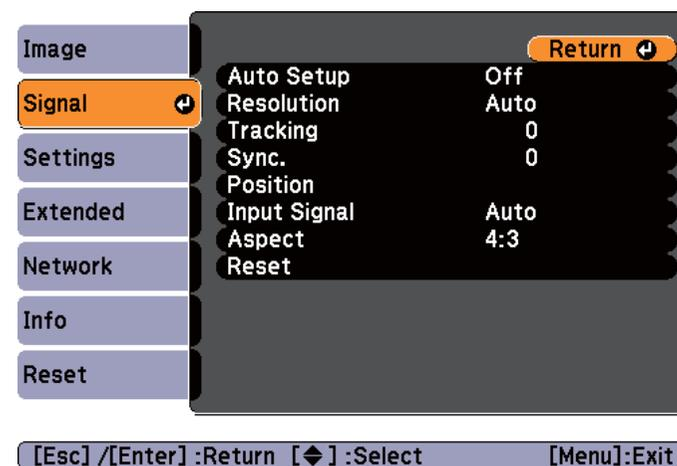 Image
Signal
Settings
Extended
Network
Info
Reset
Return
Auto Setup Off
Resolution Auto
Tracking 0
Sync. 0
Position
Input Signal Auto
Aspect 4:3
Reset
[Esc] /[Enter] :Return [◆] :Select [Menu]:Exit